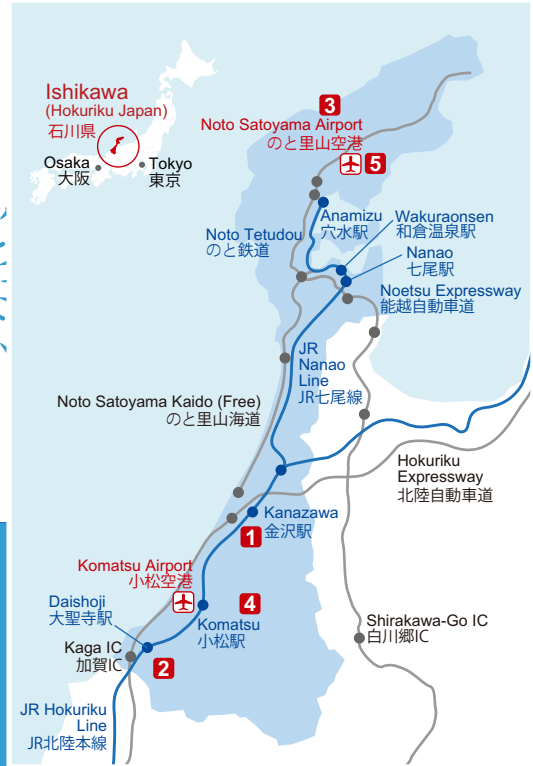 Ishikawa
(Hokuriku Japan)
石川県
Osaka
大阪
Tokyo
東京
3
Noto Satoyama Airport
のと里山空港
5
Anamizu
穴水駅
Wakuraonsen
和倉温泉駅
Noto Tetudou
のと鉄道
Nanao
七尾駅
Noetsu Expressway
能越自動車道
JR
Nanao
Line
JR七尾線
Noto Satoyama Kaido (Free)
のと里山海道
Hokuriku
Expressway
北陸自動車道
Kanazawa
金沢駅
1
Komatsu Airport
小松空港
4
Daishoji
大聖寺駅
Komatsu
小松駅
Shirakawa-Go IC
白川郷IC
Kaga IC
加賀IC
2
JR Hokuriku
Line
JR北陸本線